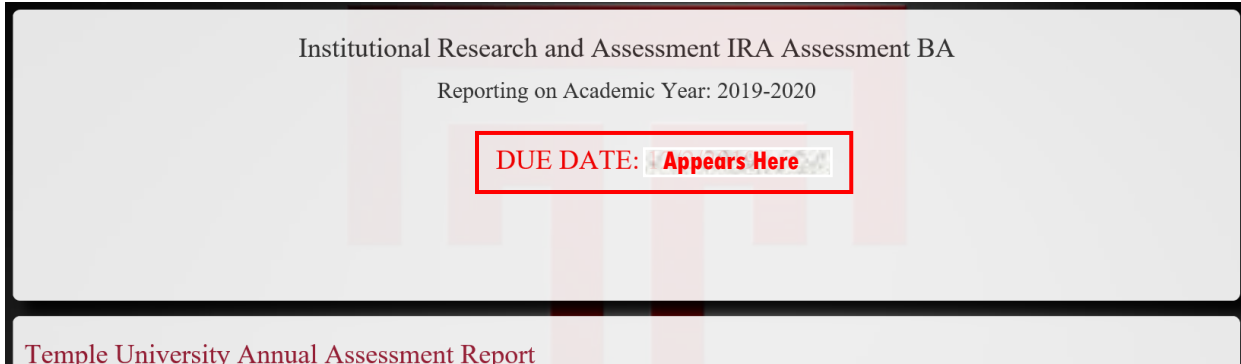 Institutional Research and Assessment IRA Assessment BA
Reporting on Academic Year: 2019-2020
DUE DATE: Appears Here
Temple University Annual Assessment Report